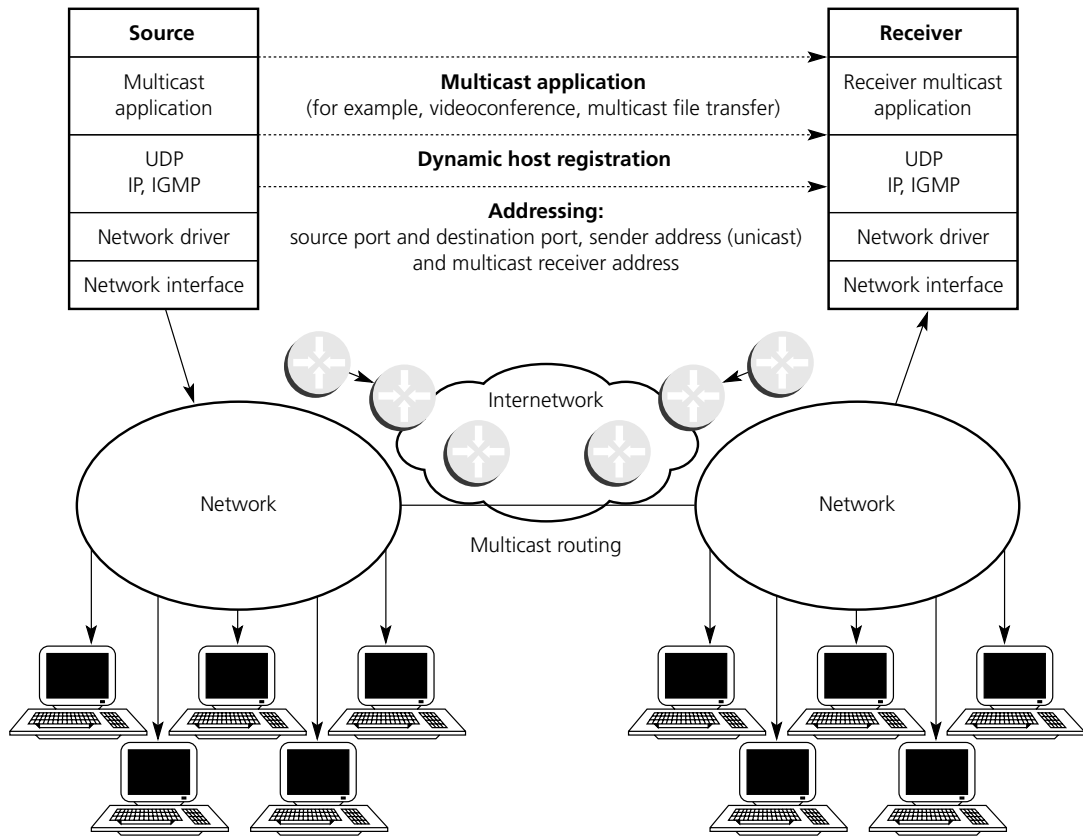 Source
Multicast
application
UDP
IP, IGMP
Network driver
Network interface
Multicast application
(for example, videoconference, multicast file transfer)
Dynamic host registration
Addressing:
source port and destination port, sender address (unicast)
and multicast receiver address
Receiver
Receiver multicast
application
UDP
IP, IGMP
Network driver
Network interface
Internetwork
Network
Multicast routing
Network